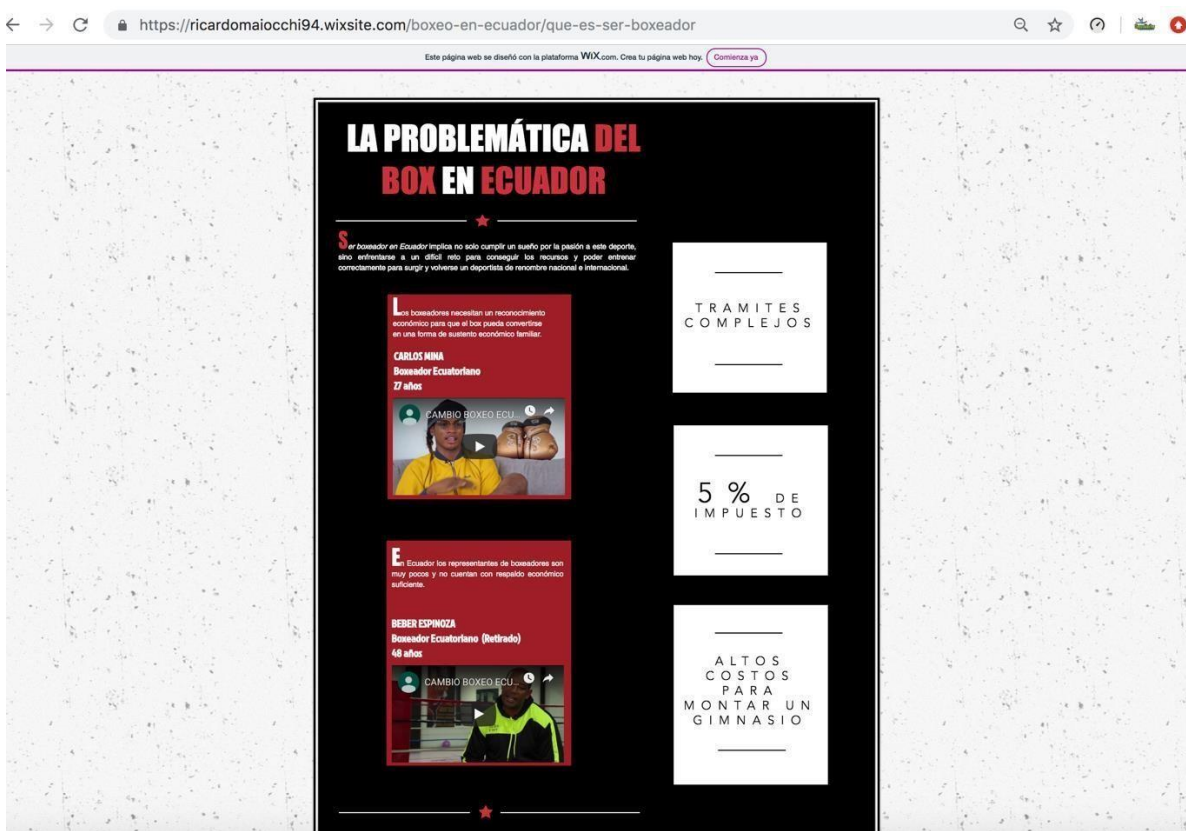 https://ricardomaiocchi94.wixsite.com/boxeo-en-ecuador/que-es-ser-boxeador
Este página web se diseñó con la plataforma WiX.com. Crea tu página web hoy. Comienza ya
LA PROBLEMÁTICA DEL
BOX EN ECUADOR
Ser boxeador en Ecuador implica no solo cumplir un sueño por la pasión a este deporte,
sino enfrentarse a un difícil reto para conseguir los recursos y poder entrenar
correctamente para surgir y volverse un deportista de renombre nacional e internacional.
Los boxeadores necesitan un reconocimiento
económico para que el box pueda convertirse
en una forma de sustento económico familiar.
CARLOS MINA
Boxeador Ecuatoriano
27 años
CAMBIO BOXEO ECU...
En Ecuador los representantes de boxeadores son
muy pocos y no cuentan con respaldo económico
suficiente.
BEBER ESPINOZA
Boxeador Ecuatoriano (Retirado)
48 años
CAMBIO BOXEO ECU...
TRAMITES
COMPLEJOS
5 % DE
IMPUESTO
ALTOS
COSTOS
PARA
MONTAR UN
GIMNASIO